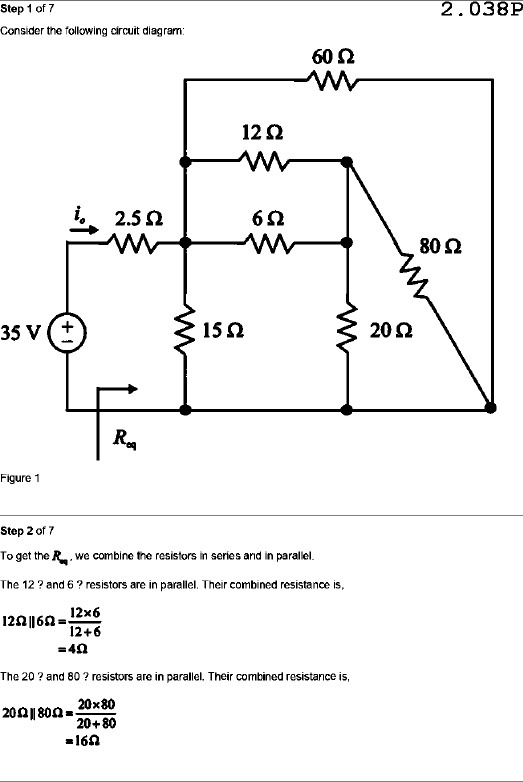 Step 1 of 7
2.038P
Consider the following circuit diagram:
60 Ω
12 Ω
i_o
2.5 Ω
6 Ω
80 Ω
35 V
+
−
15 Ω
20 Ω
R_eq
Figure 1
Step 2 of 7
To get the R_eq, we combine the resistors in series and in parallel.
The 12 ? and 6 ? resistors are in parallel. Their combined resistance is,
12Ω||6Ω = 12×6
12+6
=4Ω
The 20 ? and 80 ? resistors are in parallel. Their combined resistance is,
20Ω||80Ω = 20×80
20+80
=16Ω